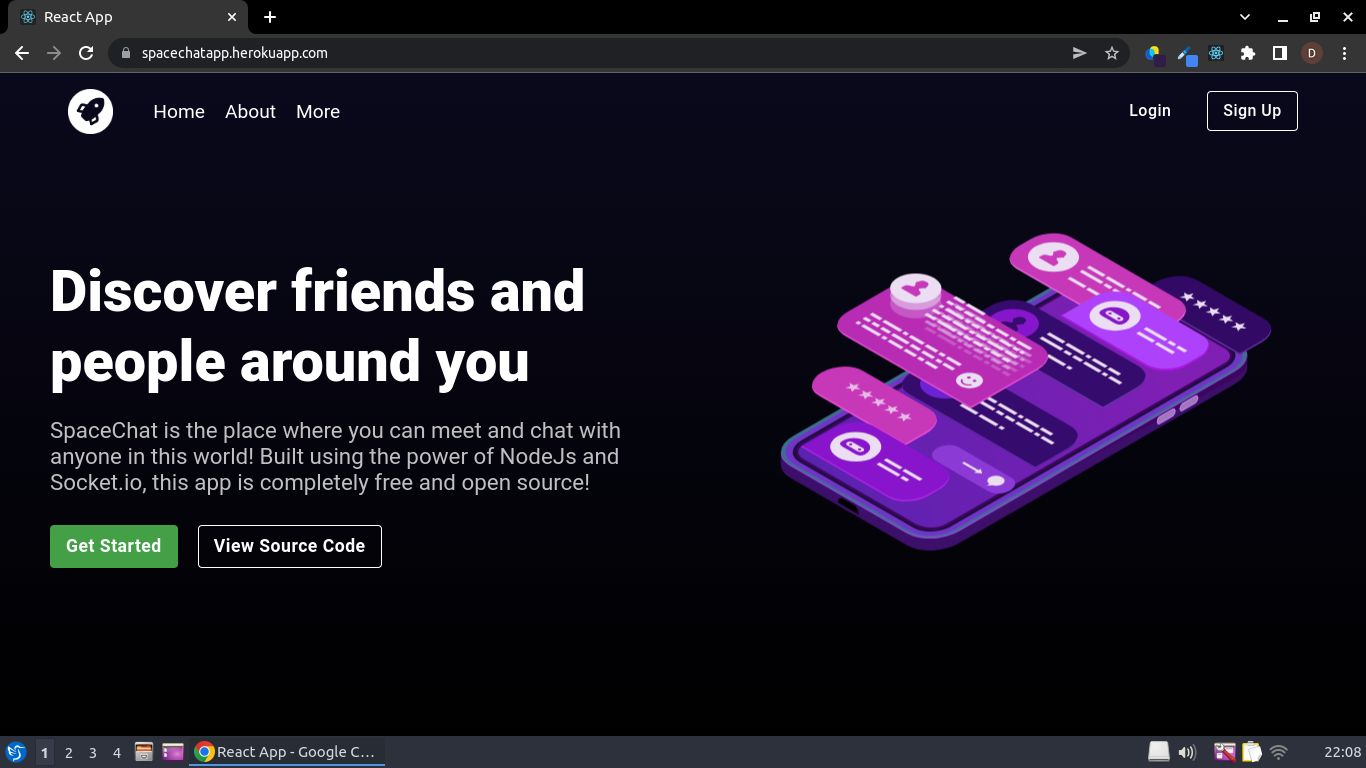 React App
spacechatapp.herokuapp.com
D
Home About More
Login Sign Up
Discover friends and
people around you
SpaceChat is the place where you can meet and chat with
anyone in this world! Built using the power of NodeJs and
Socket.io, this app is completely free and open source!
Get Started View Source Code
1 2 3 4 React App - Google C... 22:08